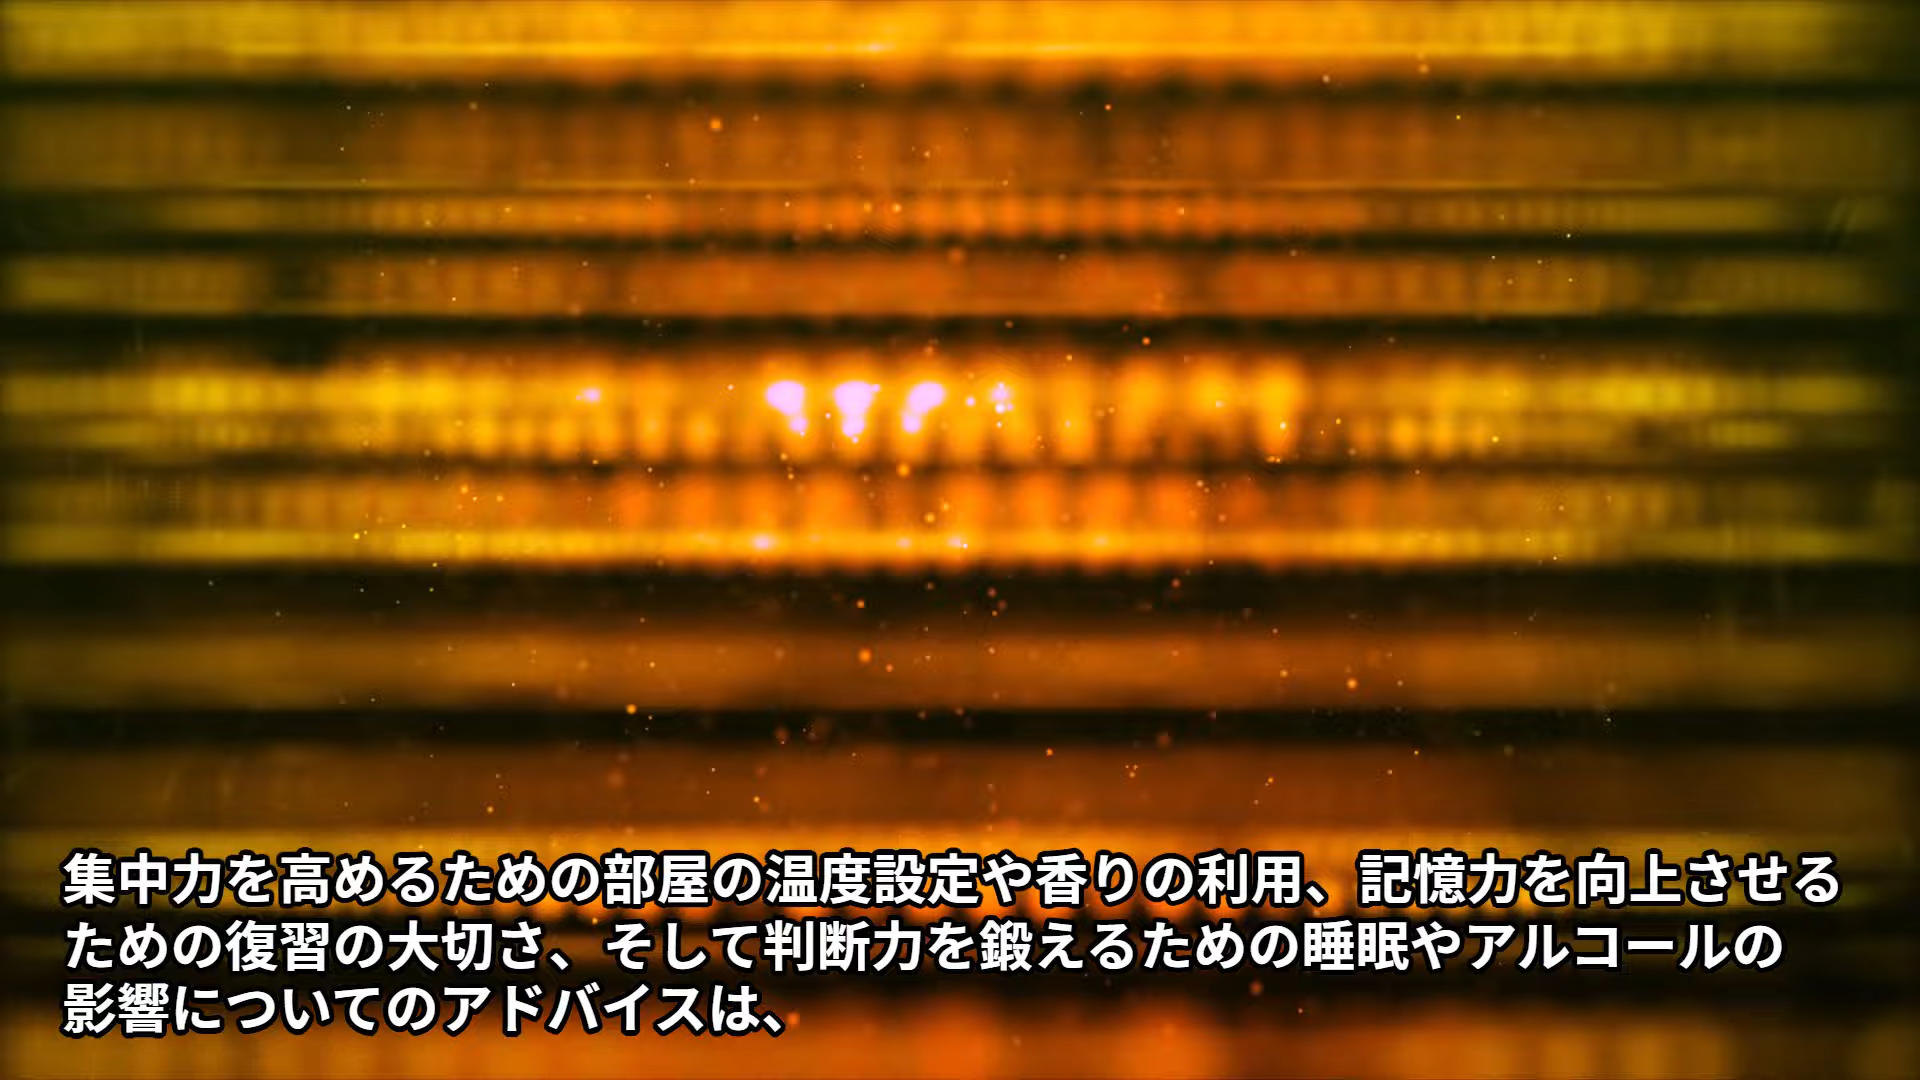 集中力を高めるための部屋の温度設定や香りの利用、記憶力を向上させる
ための復習の大切さ、そして判断力を鍛えるための睡眠やアルコールの
影響についてのアドバイスは、